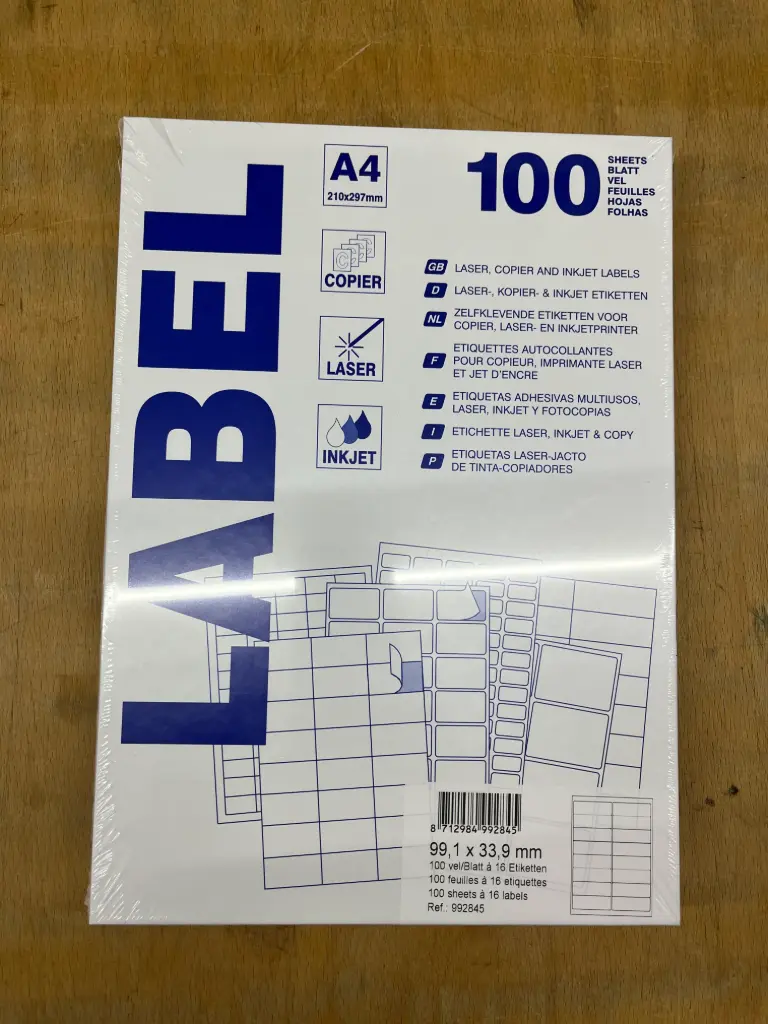 LABEL
A4
210x297mm
COPIER
LASER
INKJET
100
SHEETS
BLATT
VEL
FEUILLES
HOJAS
FOLHAS
GB LASER, COPIER AND INKJET LABELS
D LASER-, KOPIER- & INKJET ETIKETTEN
NL ZELFKLEVENDE ETIKETTEN VOOR
COPIER, LASER- EN INKJETPRINTER
F ETIQUETTES AUTOCOLLANTES
POUR COPIEUR, IMPRIMANTE LASER
ET JET D'ENCRE
E ETIQUETAS ADHESIVAS MULTIUSOS,
LASER, INKJET Y FOTOCOPIAS
I ETICHETTE LASER, INKJET & COPY
P ETIQUETAS LASER-JACTO
DE TINTA-COPIADORES
8 712984 992845
99,1 x 33,9 mm
100 vel/Blatt à 16 Etiketten
100 feuilles à 16 etiquettes
100 sheets à 16 labels
Ref.: 992845